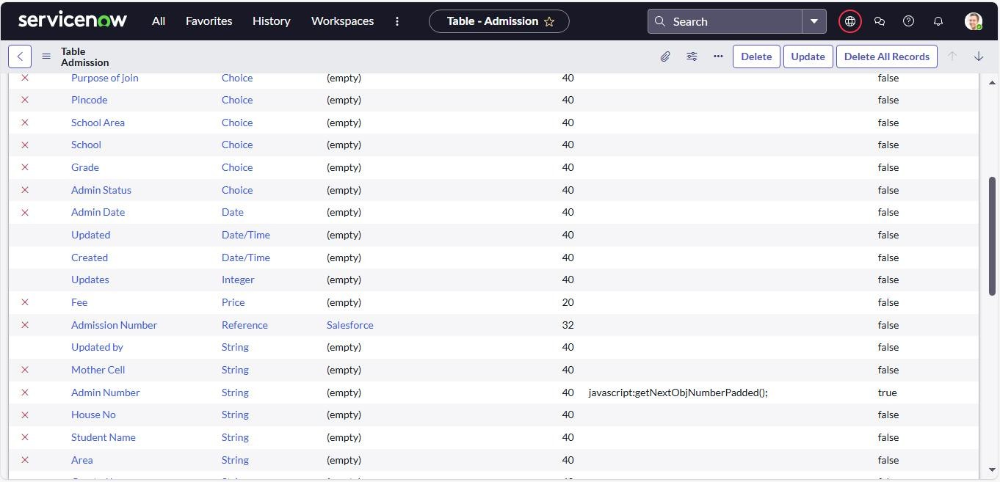 servicenow All Favorites History Workspaces Table - Admission Search
Table
Admission
Delete Update Delete All Records
Purpose of join Choice (empty) 40 false
Pincode Choice (empty) 40 false
School Area Choice (empty) 40 false
School Choice (empty) 40 false
Grade Choice (empty) 40 false
Admin Status Choice (empty) 40 false
Admin Date Date (empty) 40 false
Updated Date/Time (empty) 40 false
Created Date/Time (empty) 40 false
Updates Integer (empty) 40 false
Fee Price (empty) 20 false
Admission Number Reference Salesforce 32 false
Updated by String (empty) 40 false
Mother Cell String (empty) 40 false
Admin Number String (empty) 40 javascript:getNextObjNumberPadded(); true
House No String (empty) 40 false
Student Name String (empty) 40 false
Area String (empty) 40 false